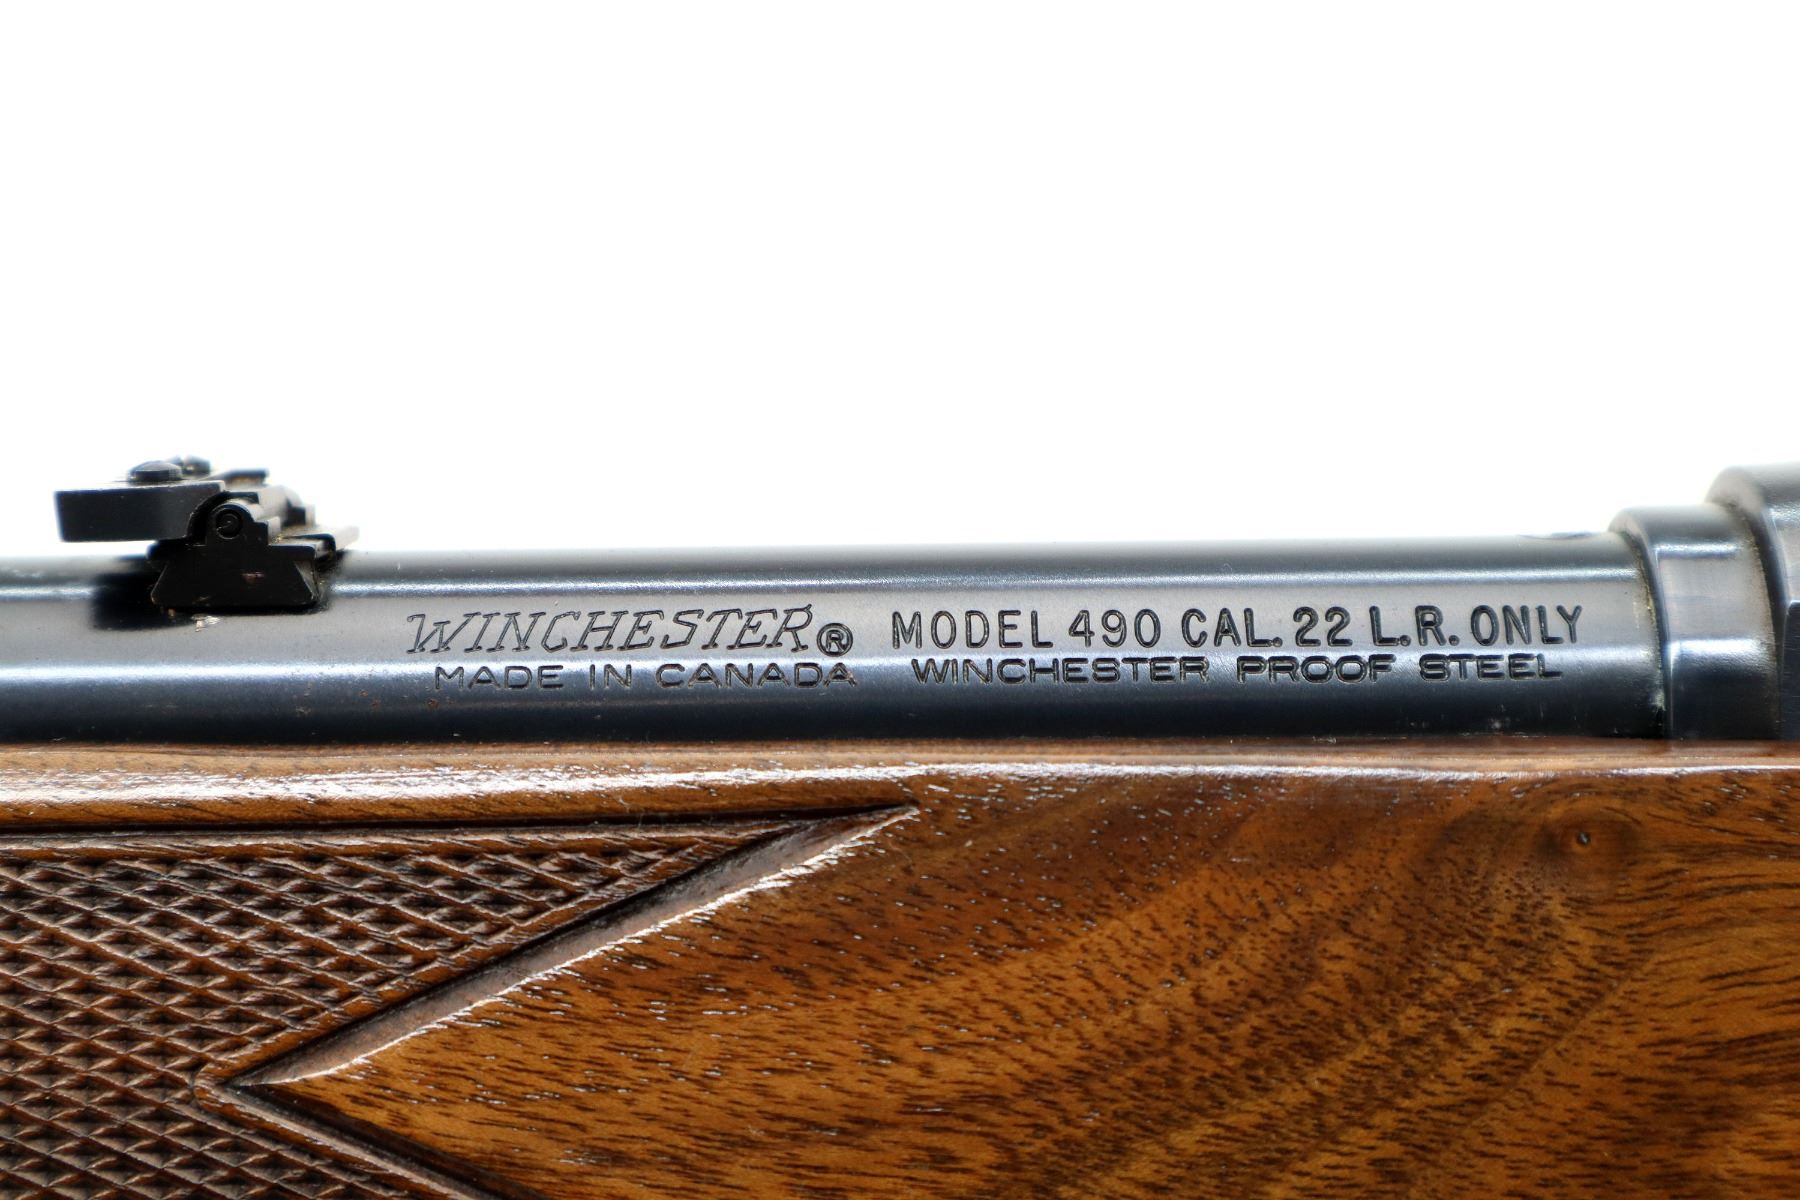 WINCHESTER® MODEL 490 CAL. 22 L.R. ONLY
MADE IN CANADA WINCHESTER PROOF STEEL